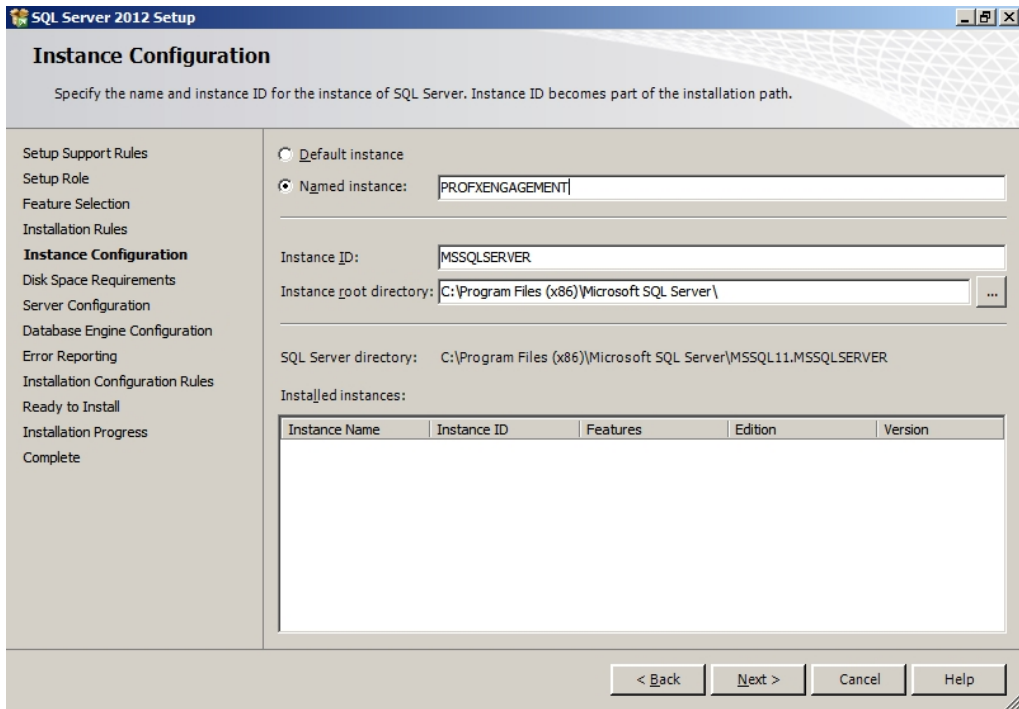 SQL Server 2012 Setup
Instance Configuration
Specify the name and instance ID for the instance of SQL Server. Instance ID becomes part of the installation path.
Setup Support Rules
Setup Role
Feature Selection
Installation Rules
Instance Configuration
Disk Space Requirements
Server Configuration
Database Engine Configuration
Error Reporting
Installation Configuration Rules
Ready to Install
Installation Progress
Complete
Default instance
Named instance: PROFXENGAGEMENT
Instance ID: MSSQLSERVER
Instance root directory: C:\Program Files (x86)\Microsoft SQL Server\ ...
SQL Server directory: C:\Program Files (x86)\Microsoft SQL Server\MSSQL11.MSSQLSERVER
Installed instances:
Instance Name Instance ID Features Edition Version
< Back Next > Cancel Help